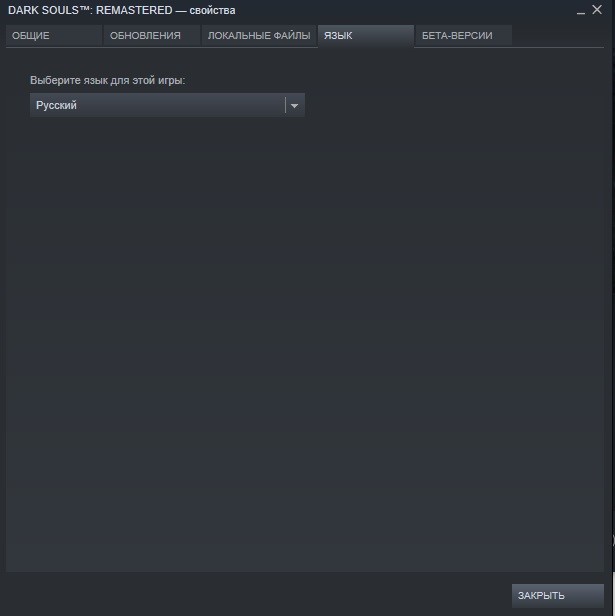 DARK SOULS™: REMASTERED — свойства
ОБЩИЕ ОБНОВЛЕНИЯ ЛОКАЛЬНЫЕ ФАЙЛЫ ЯЗЫК БЕТА-ВЕРСИИ
Выберите язык для этой игры:
Русский
ЗАКРЫТЬ